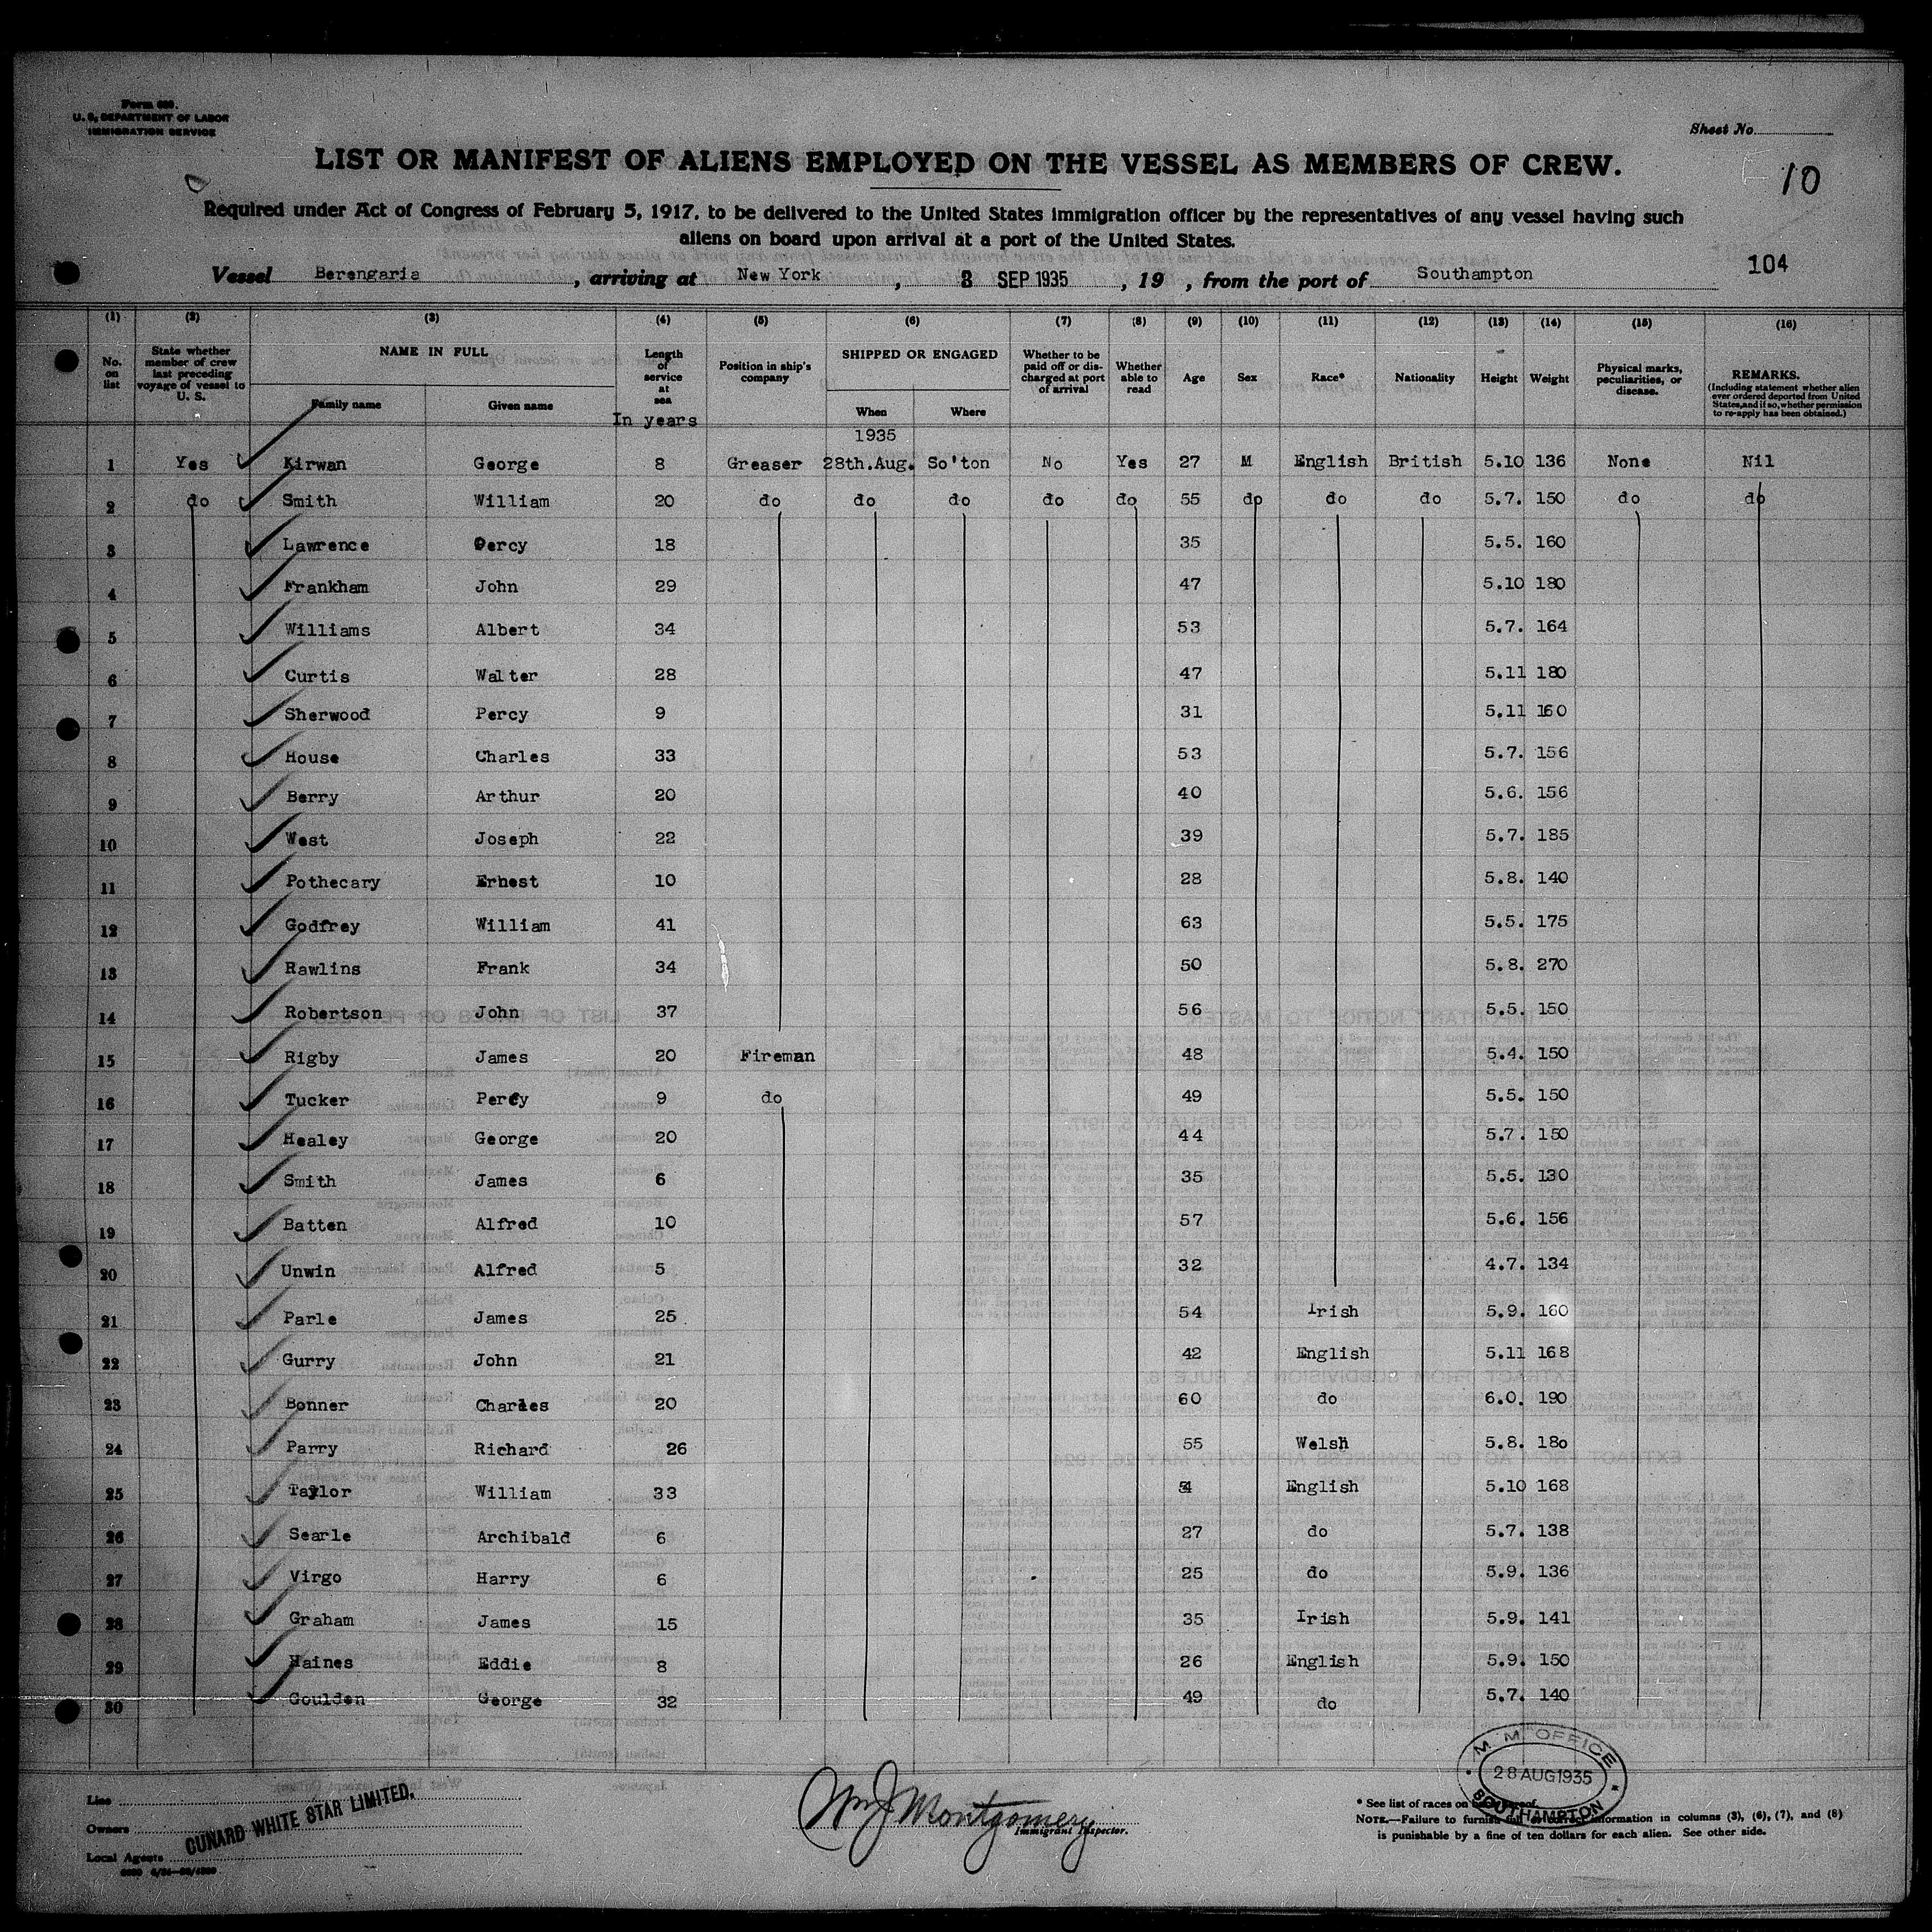 Form 689.
U. S. DEPARTMENT OF LABOR
IMMIGRATION SERVICE
Sheet No.
LIST OR MANIFEST OF ALIENS EMPLOYED ON THE VESSEL AS MEMBERS OF CREW.
10
Required under Act of Congress of February 5, 1917, to be delivered to the United States immigration officer by the representatives of any vessel having such
aliens on board upon arrival at a port of the United States.
Vessel Berengaria, arriving at New York, 3 SEP 1935, 19 , from the port of Southampton
104
(1) (2) (3) (4) (5) (6) (7) (8) (9) (10) (11) (12) (13) (14) (15) (16)
No. on list
State whether member of crew last preceding voyage of vessel to U. S.
NAME IN FULL
Family name
Given name
Length of service at sea
In years
Position in ship's company
SHIPPED OR ENGAGED
When
Where
1935
Whether to be paid off or discharged at port of arrival
Whether able to read
Age
Sex
Race*
Nationality
Height
Weight
Physical marks, peculiarities, or disease.
REMARKS.
(Including statement whether alien ever ordered deported from United States, and if so, whether permission to re-apply has been obtained.)
1 Yes Kirwan George 8 Greaser 28th.Aug. So'ton No Yes 27 M English British 5.10 136 None Nil
2 do Smith William 20 do do do do do 55 do do do 5.7. 150 do do
3 Lawrence Percy 18 35 5.5. 160
4 Frankham John 29 47 5.10 180
5 Williams Albert 34 53 5.7. 164
6 Curtis Walter 28 47 5.11 180
7 Sherwood Percy 9 31 5.11 160
8 House Charles 33 53 5.7. 156
9 Berry Arthur 20 40 5.6. 156
10 West Joseph 22 39 5.7. 185
11 Pothecary Ernest 10 28 5.8. 140
12 Godfrey William 41 63 5.5. 175
13 Rawlins Frank 34 50 5.8. 270
14 Robertson John 37 56 5.5. 150
15 Rigby James 20 Fireman 48 5.4. 150
16 Tucker Percy 9 do 49 5.5. 150
17 Healey George 20 44 5.7. 150
18 Smith James 6 35 5.5. 130
19 Batten Alfred 10 57 5.6. 156
20 Unwin Alfred 5 32 4.7. 134
21 Parle James 25 54 Irish 5.9. 160
22 Gurry John 21 42 English 5.11 168
23 Bonner Charles 20 60 do 6.0. 190
24 Parry Richard 26 55 Welsh 5.8. 180
25 Taylor William 33 English 5.10 168
26 Searle Archibald 6 27 do 5.7. 138
27 Virgo Harry 6 25 do 5.9. 136
28 Graham James 15 35 Irish 5.9. 141
29 Haines Eddie 8 26 English 5.9. 150
30 Goulden George 32 49 do 5.7. 140
Line
Owners
Local Agents
CUNARD WHITE STAR LIMITED.
Wm J Montgomery
Immigrant Inspector.
M M OFFICE
28 AUG 1935
SOUTHAMPTON
* See list of races on back hereof.
NOTE.—Failure to furnish full or correct information in columns (3), (6), (7), and (8)
is punishable by a fine of ten dollars for each alien. See other side.